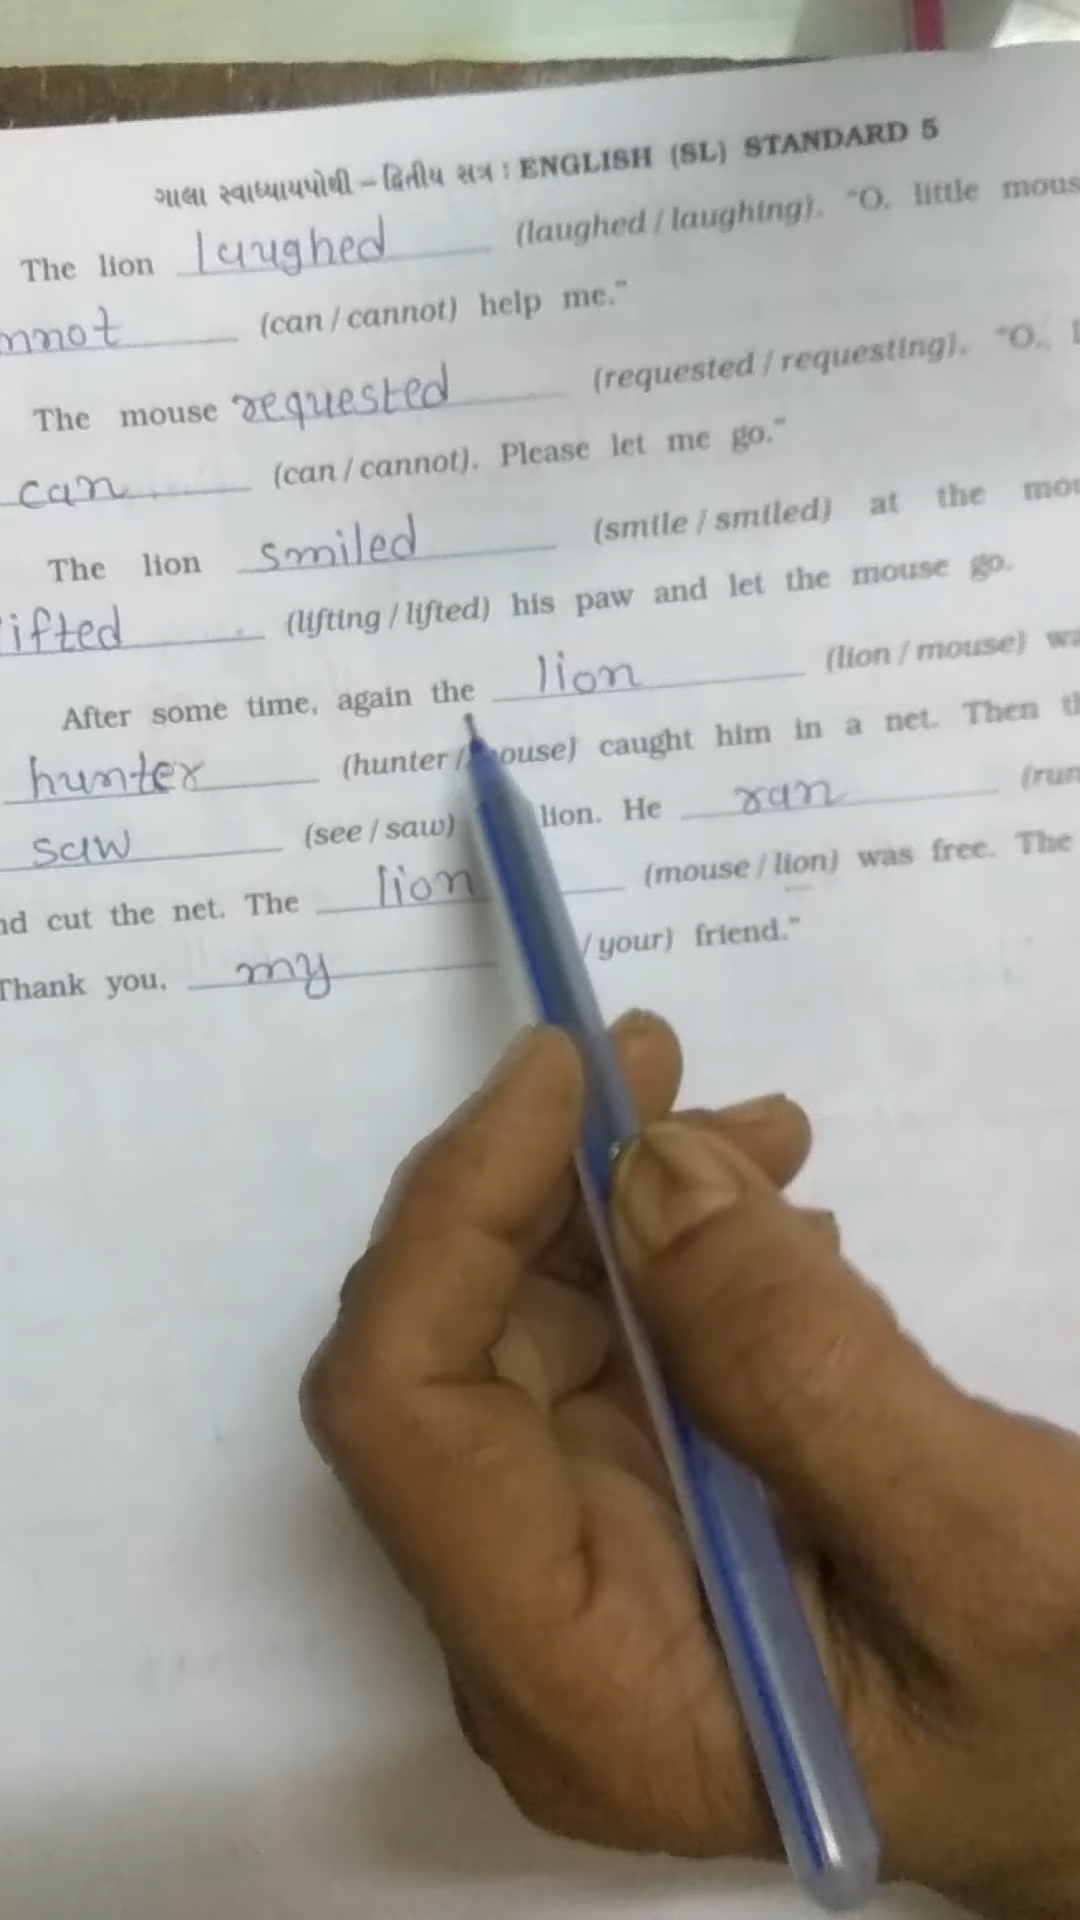 ગાલા સ્વાધ્યાયપોથી – દ્વિતીય સત્ર : ENGLISH (SL) STANDARD 5
The lion laughed (laughed / laughing). "O, little mous
nnot (can / cannot) help me."
The mouse requested (requested / requesting). "O.,
can (can / cannot). Please let me go."
The lion smiled (smile / smiled) at the mou
ifted (lifting / lifted) his paw and let the mouse go.
After some time, again the lion (lion / mouse) wa
hunter (hunter / ouse) caught him in a net. Then th
saw (see / saw) lion. He ran (run
nd cut the net. The lion (mouse / lion) was free. The
Thank you, my / your) friend."